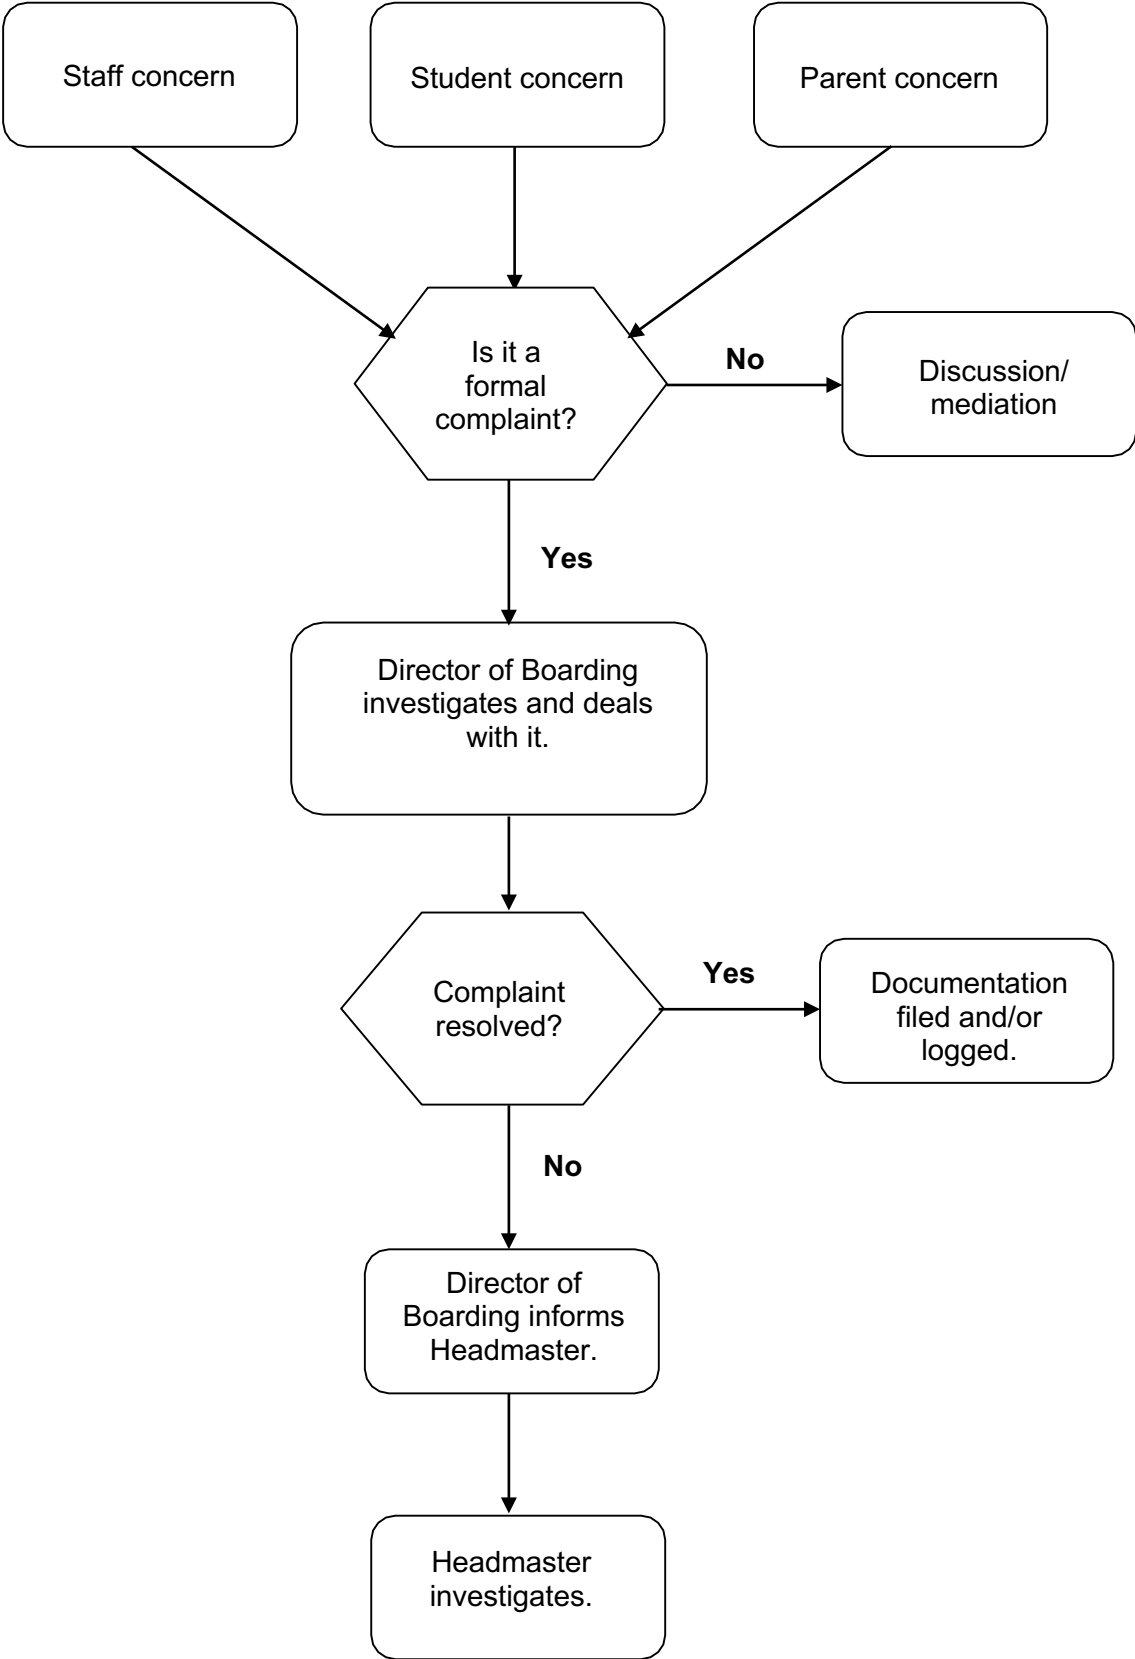 Staff concern
Student concern
Parent concern
Is it a
formal
complaint?
No
Discussion/
mediation
Yes
Director of Boarding
investigates and deals
with it.
Complaint
resolved?
Yes
Documentation
filed and/or
logged.
No
Director of
Boarding informs
Headmaster.
Headmaster
investigates.